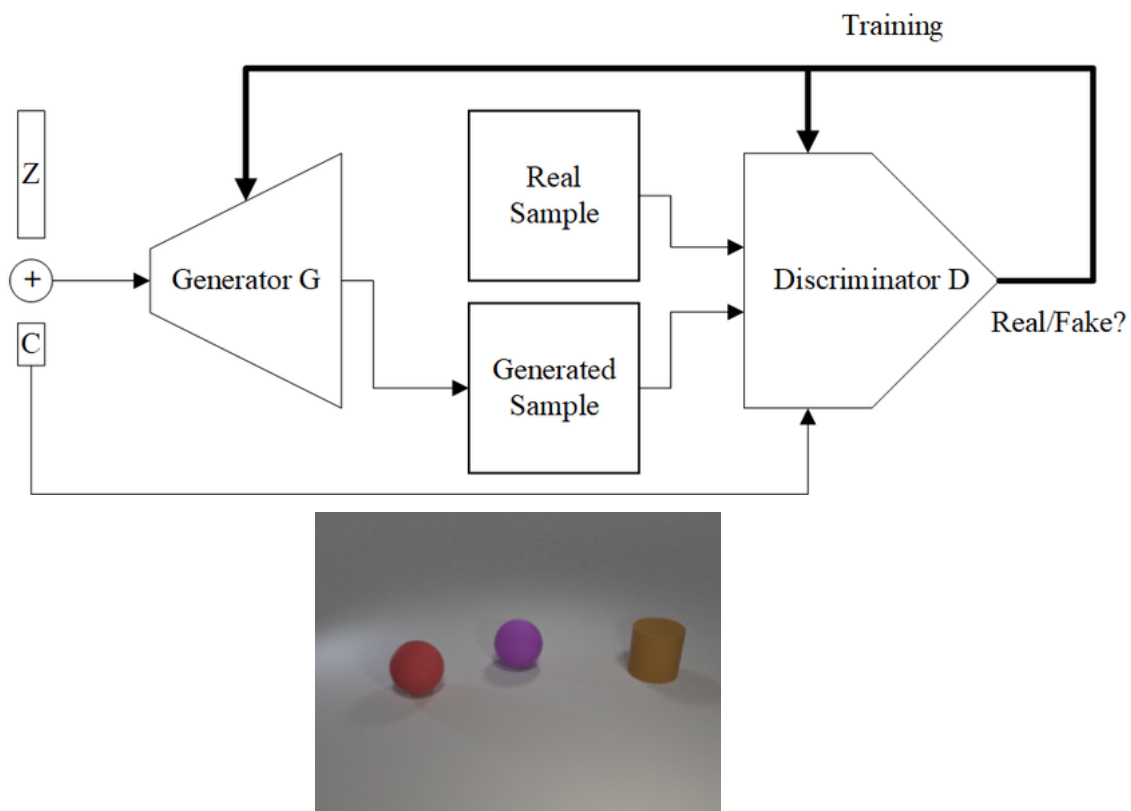 Training
Z
+
C
Generator G
Real
Sample
Generated
Sample
Discriminator D
Real/Fake?